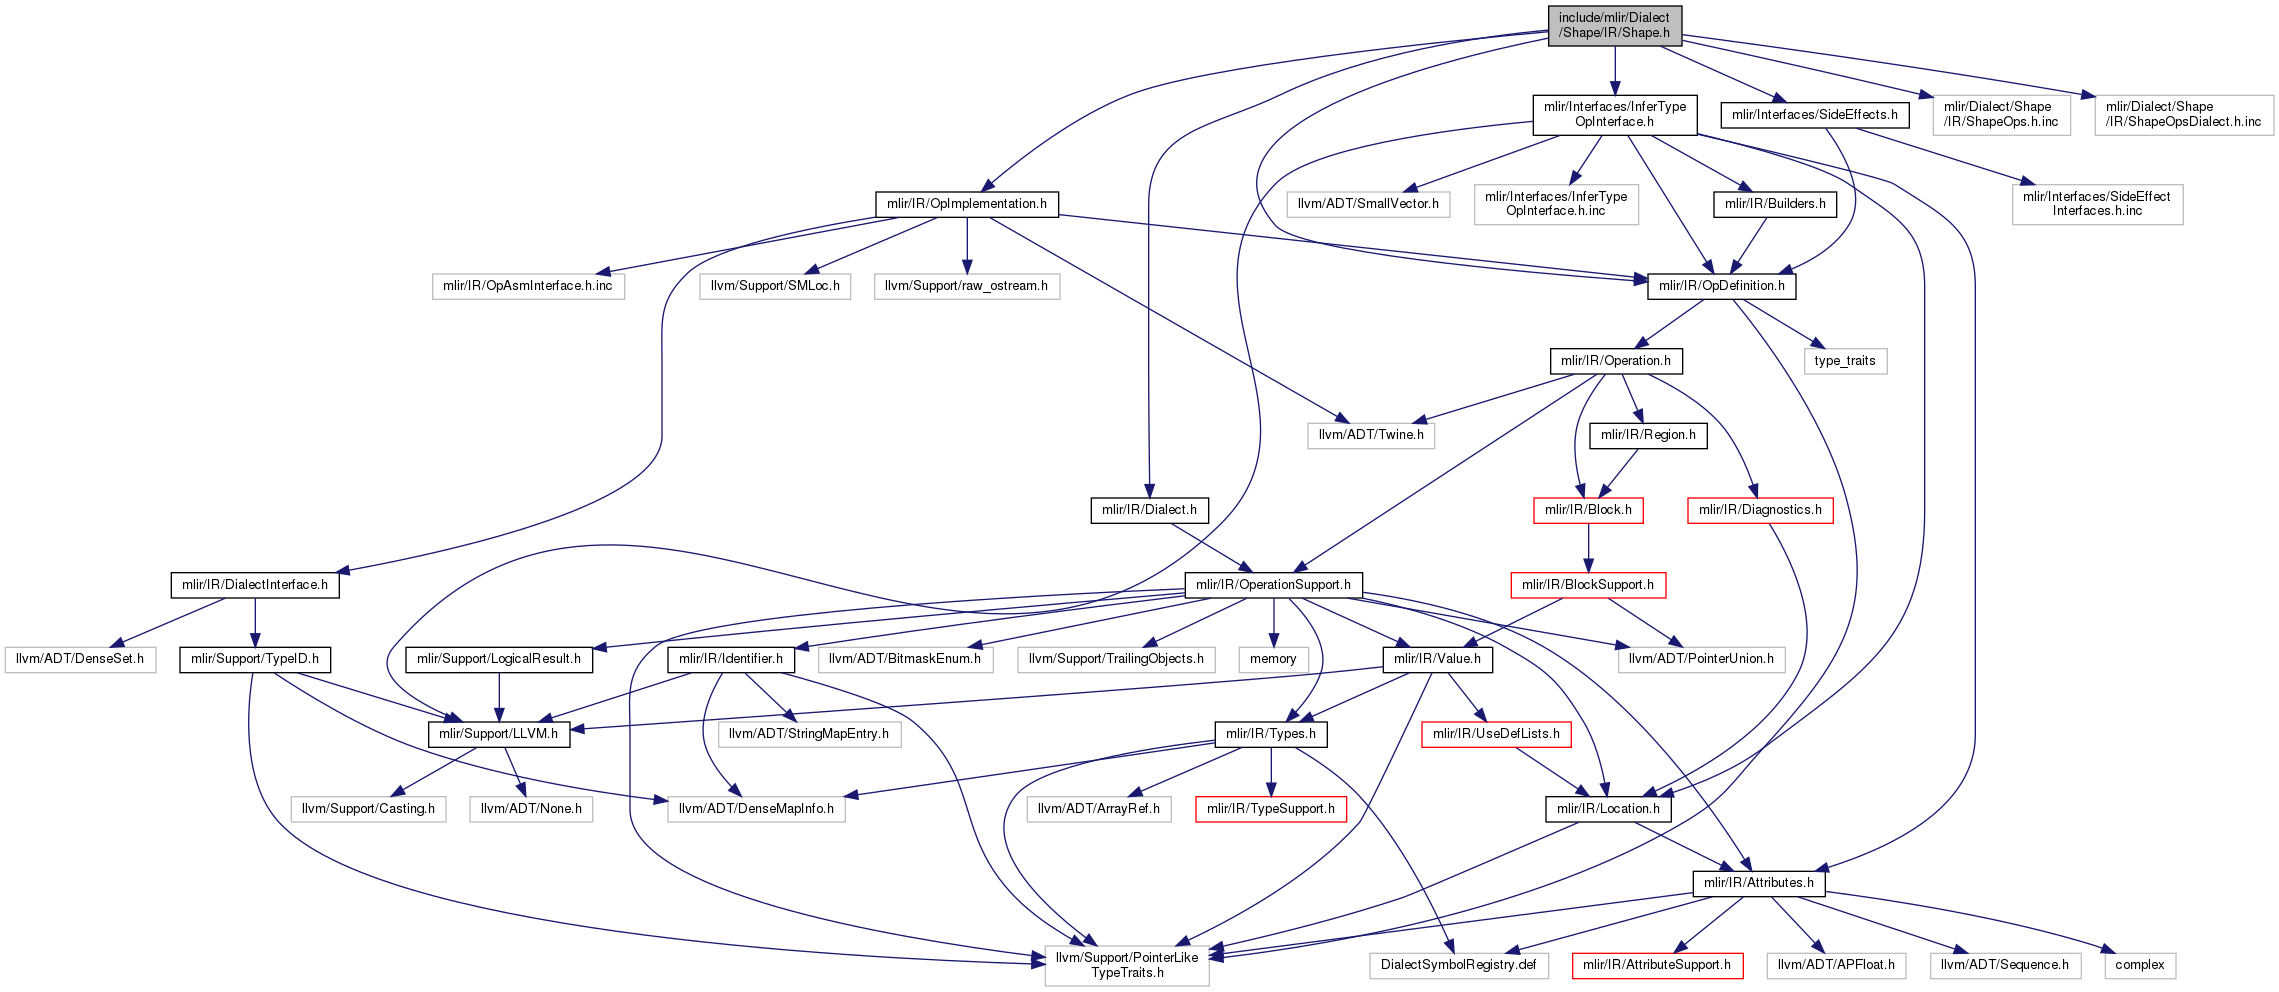 include/mlir/Dialect
/Shape/IR/Shape.h
mlir/Interfaces/InferType
OpInterface.h
mlir/Interfaces/SideEffects.h
mlir/Dialect/Shape
/IR/ShapeOps.h.inc
mlir/Dialect/Shape
/IR/ShapeOpsDialect.h.inc
mlir/IR/OpImplementation.h
llvm/ADT/SmallVector.h
mlir/Interfaces/InferType
OpInterface.h.inc
mlir/IR/Builders.h
mlir/Interfaces/SideEffect
Interfaces.h.inc
mlir/IR/OpAsmInterface.h.inc
llvm/Support/SMLoc.h
llvm/Support/raw_ostream.h
mlir/IR/OpDefinition.h
mlir/IR/Operation.h
type_traits
llvm/ADT/Twine.h
mlir/IR/Region.h
mlir/IR/Dialect.h
mlir/IR/Block.h
mlir/IR/Diagnostics.h
mlir/IR/DialectInterface.h
mlir/IR/OperationSupport.h
mlir/IR/BlockSupport.h
llvm/ADT/DenseSet.h
mlir/Support/TypeID.h
mlir/Support/LogicalResult.h
mlir/IR/Identifier.h
llvm/ADT/BitmaskEnum.h
llvm/Support/TrailingObjects.h
memory
mlir/IR/Value.h
llvm/ADT/PointerUnion.h
mlir/Support/LLVM.h
llvm/ADT/StringMapEntry.h
mlir/IR/Types.h
mlir/IR/UseDefLists.h
llvm/Support/Casting.h
llvm/ADT/None.h
llvm/ADT/DenseMapInfo.h
llvm/ADT/ArrayRef.h
mlir/IR/TypeSupport.h
mlir/IR/Location.h
mlir/IR/Attributes.h
llvm/Support/PointerLike
TypeTraits.h
DialectSymbolRegistry.def
mlir/IR/AttributeSupport.h
llvm/ADT/APFloat.h
llvm/ADT/Sequence.h
complex